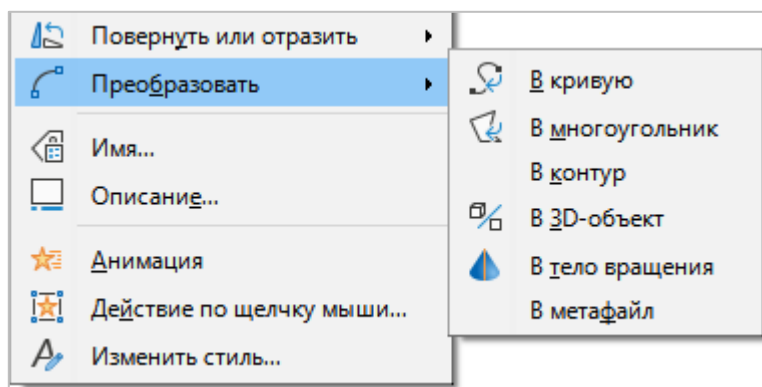 Повернуть или отразить
Преобразовать
Имя...
Описание...
Анимация
Действие по щелчку мыши...
Изменить стиль...
В кривую
В многоугольник
В контур
В 3D-объект
В тело вращения
В метафайл